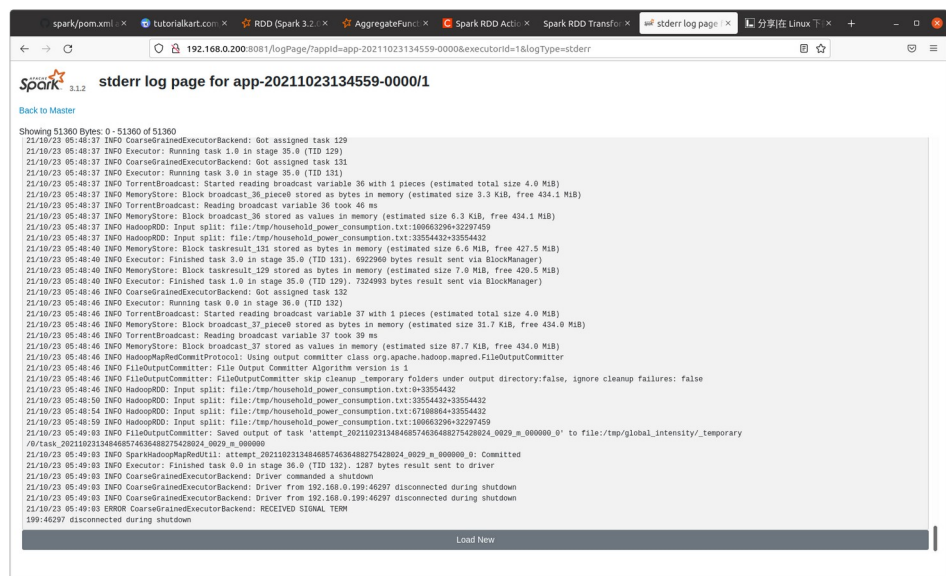 spark/pom.xml
tutorialkart.com
RDD (Spark 3.2.
AggregateFunct
Spark RDD Actio
Spark RDD Transfor
stderr log page f
分享|在 Linux 下
192.168.0.200:8081/logPage/?appId=app-20211023134559-0000&executorId=1&logType=stderr
APACHE Spark 3.1.2 stderr log page for app-20211023134559-0000/1
Back to Master
Showing 51360 Bytes: 0 - 51360 of 51360
21/10/23 05:48:37 INFO CoarseGrainedExecutorBackend: Got assigned task 129
21/10/23 05:48:37 INFO Executor: Running task 1.0 in stage 35.0 (TID 129)
21/10/23 05:48:37 INFO CoarseGrainedExecutorBackend: Got assigned task 131
21/10/23 05:48:37 INFO Executor: Running task 3.0 in stage 35.0 (TID 131)
21/10/23 05:48:37 INFO TorrentBroadcast: Started reading broadcast variable 36 with 1 pieces (estimated total size 4.0 MiB)
21/10/23 05:48:37 INFO MemoryStore: Block broadcast_36_piece0 stored as bytes in memory (estimated size 3.3 KiB, free 434.1 MiB)
21/10/23 05:48:37 INFO TorrentBroadcast: Reading broadcast variable 36 took 46 ms
21/10/23 05:48:37 INFO MemoryStore: Block broadcast_36 stored as values in memory (estimated size 6.3 KiB, free 434.1 MiB)
21/10/23 05:48:37 INFO HadoopRDD: Input split: file:/tmp/household_power_consumption.txt:100663296+32297459
21/10/23 05:48:37 INFO HadoopRDD: Input split: file:/tmp/household_power_consumption.txt:33554432+33554432
21/10/23 05:48:40 INFO MemoryStore: Block taskresult_131 stored as bytes in memory (estimated size 6.6 MiB, free 427.5 MiB)
21/10/23 05:48:40 INFO Executor: Finished task 3.0 in stage 35.0 (TID 131). 6922960 bytes result sent via BlockManager)
21/10/23 05:48:40 INFO MemoryStore: Block taskresult_129 stored as bytes in memory (estimated size 7.0 MiB, free 420.5 MiB)
21/10/23 05:48:40 INFO Executor: Finished task 1.0 in stage 35.0 (TID 129). 7324993 bytes result sent via BlockManager)
21/10/23 05:48:46 INFO CoarseGrainedExecutorBackend: Got assigned task 132
21/10/23 05:48:46 INFO Executor: Running task 0.0 in stage 36.0 (TID 132)
21/10/23 05:48:46 INFO TorrentBroadcast: Started reading broadcast variable 37 with 1 pieces (estimated total size 4.0 MiB)
21/10/23 05:48:46 INFO MemoryStore: Block broadcast_37_piece0 stored as bytes in memory (estimated size 31.7 KiB, free 434.0 MiB)
21/10/23 05:48:46 INFO TorrentBroadcast: Reading broadcast variable 37 took 39 ms
21/10/23 05:48:46 INFO MemoryStore: Block broadcast_37 stored as values in memory (estimated size 87.7 KiB, free 434.0 MiB)
21/10/23 05:48:46 INFO HadoopMapRedCommitProtocol: Using output committer class org.apache.hadoop.mapred.FileOutputCommitter
21/10/23 05:48:46 INFO FileOutputCommitter: File Output Committer Algorithm version is 1
21/10/23 05:48:46 INFO FileOutputCommitter: FileOutputCommitter skip cleanup _temporary folders under output directory:false, ignore cleanup failures: false
21/10/23 05:48:46 INFO HadoopRDD: Input split: file:/tmp/household_power_consumption.txt:0+33554432
21/10/23 05:48:50 INFO HadoopRDD: Input split: file:/tmp/household_power_consumption.txt:33554432+33554432
21/10/23 05:48:54 INFO HadoopRDD: Input split: file:/tmp/household_power_consumption.txt:67108864+33554432
21/10/23 05:48:59 INFO HadoopRDD: Input split: file:/tmp/household_power_consumption.txt:100663296+32297459
21/10/23 05:49:03 INFO FileOutputCommitter: Saved output of task 'attempt_202110231348468574636488275428024_0029_m_000000_0' to file:/tmp/global_intensity/_temporary
/0/task_202110231348468574636488275428024_0029_m_000000
21/10/23 05:49:03 INFO SparkHadoopMapRedUtil: attempt_202110231348468574636488275428024_0029_m_000000_0: Committed
21/10/23 05:49:03 INFO Executor: Finished task 0.0 in stage 36.0 (TID 132). 1287 bytes result sent to driver
21/10/23 05:49:03 INFO CoarseGrainedExecutorBackend: Driver commanded a shutdown
21/10/23 05:49:03 INFO CoarseGrainedExecutorBackend: Driver from 192.168.0.199:46297 disconnected during shutdown
21/10/23 05:49:03 INFO CoarseGrainedExecutorBackend: Driver from 192.168.0.199:46297 disconnected during shutdown
21/10/23 05:49:03 ERROR CoarseGrainedExecutorBackend: RECEIVED SIGNAL TERM
199:46297 disconnected during shutdown
Load New